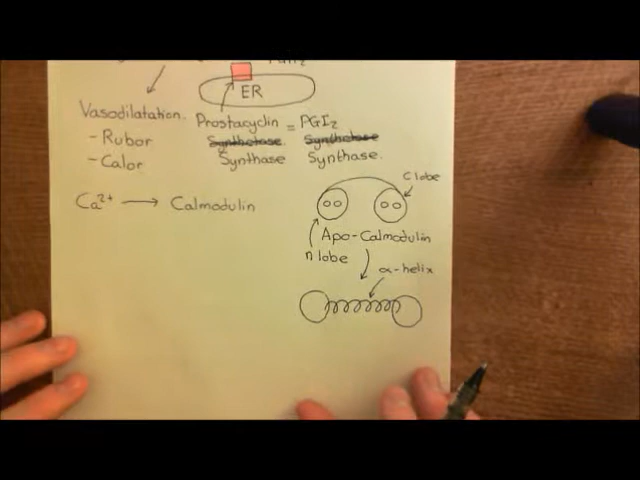 ER
Vasodilatation. Prostacyclin = PGI2
- Rubor Synthetase. Synthetase
- Calor Synthase Synthase.
C lobe
Ca2+ → Calmodulin
Apo-Calmodulin
n lobe
α-helix